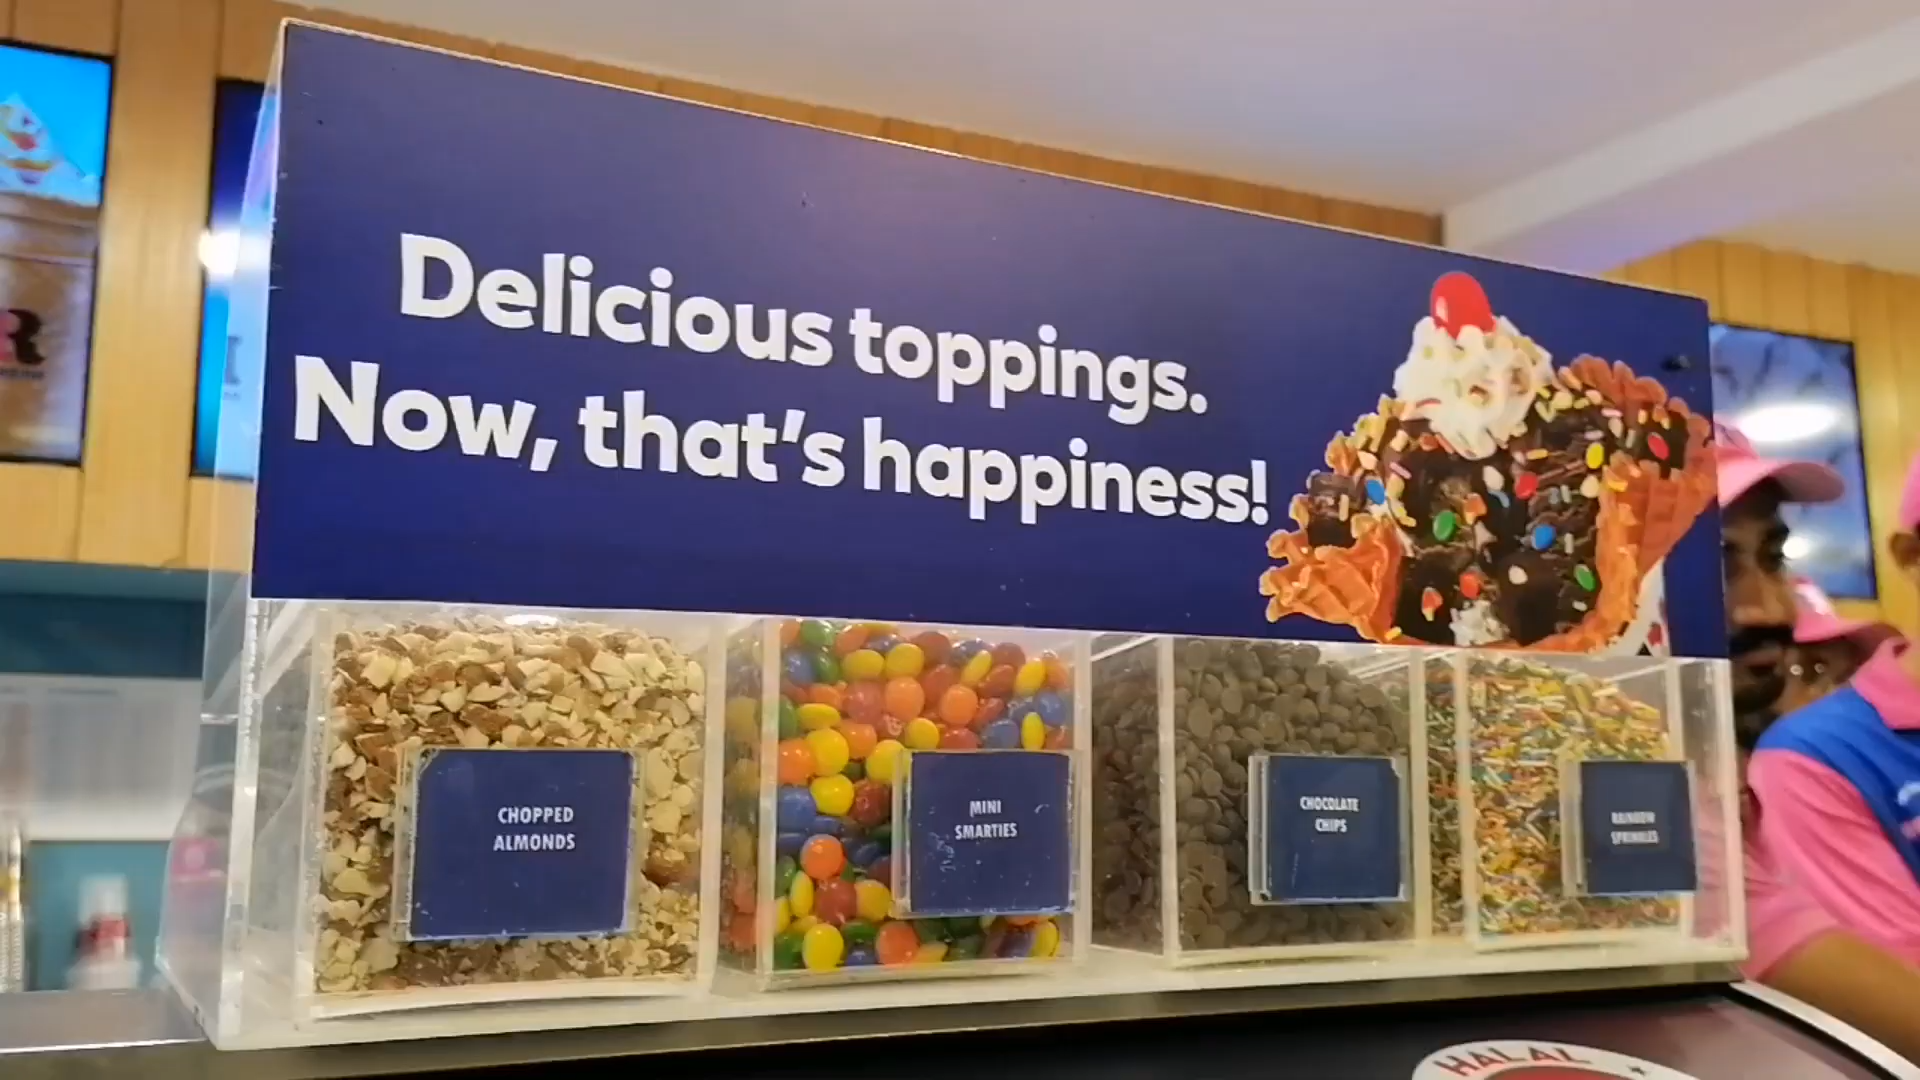 Delicious toppings.
Now, that's happiness!
CHOPPED
ALMONDS
MINI
SMARTIES
CHOCOLATE
CHIPS
RAINBOW
SPRINKLES
HALAL
R